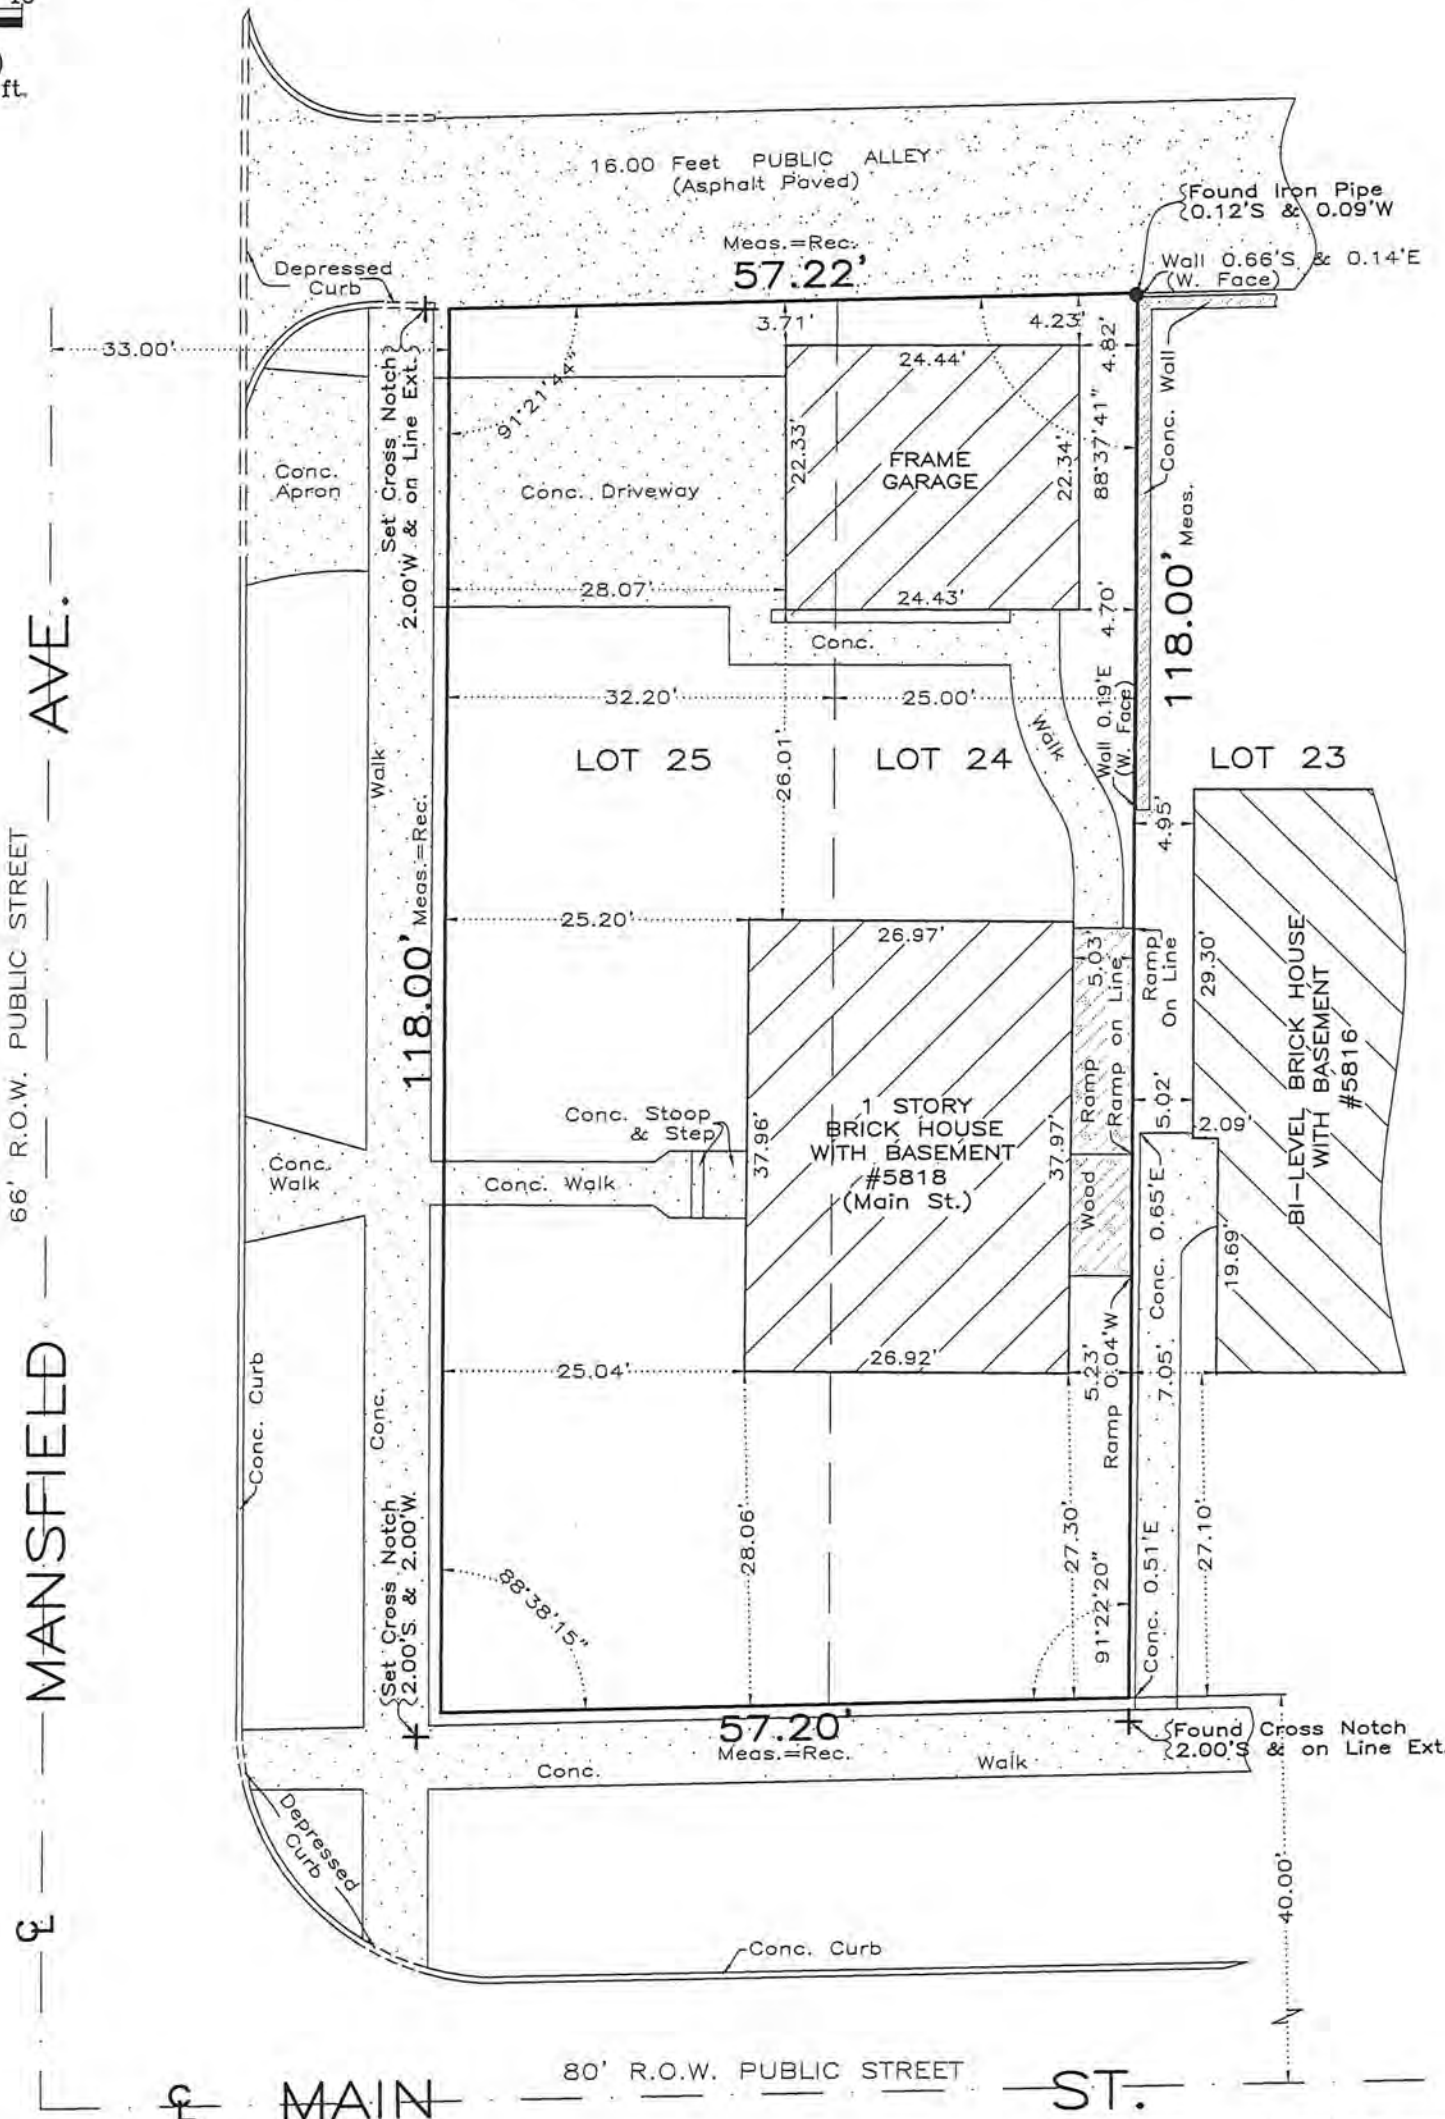 ft.
16.00 Feet PUBLIC ALLEY
(Asphalt Paved)
Found Iron Pipe
0.12'S & 0.09'W
Meas.=Rec.
57.22'
Wall 0.66'S & 0.14'E
(W. Face)
Depressed
Curb
33.00'
3.71'
4.23'
4.82'
24.44'
91°21'44"
Set Cross Notch
2.00'W & on Line Ext.
Conc.
Apron
Conc. Driveway
22.33'
FRAME
GARAGE
22.34'
88°37'41"
Conc. Wall
118.00' Meas.
28.07'
24.43'
4.70'
Conc.
32.20'
25.00'
Walk
Wall 0.19'E
(W. Face)
LOT 25
LOT 24
LOT 23
26.01'
Walk
4.95'
118.00' Meas.=Rec.
25.20'
26.97'
5.03'
Ramp
On Line
29.30'
BI-LEVEL BRICK HOUSE
WITH BASEMENT
#5816
Wood Ramp
Ramp on Line
5.02'
2.09'
Conc. Stoop
& Step
37.96'
1 STORY
BRICK HOUSE
WITH BASEMENT
#5818
(Main St.)
37.97'
Conc.
Walk
Conc. Walk
Conc. 0.65'E
19.69'
25.04'
26.92'
5.23'
Ramp 0.04'W
7.05'
Conc. Curb
Conc.
28.06'
27.30'
27.10'
Set Cross Notch
2.00'S. & 2.00'W.
88°38'15"
91°22'20"
Conc. 0.51'E
57.20'
Meas.=Rec.
Found Cross Notch
2.00'S & on Line Ext.
Conc.
Walk
Depressed
Curb
Conc. Curb
40.00'
66' R.O.W. PUBLIC STREET
MANSFIELD AVE.
CL
80' R.O.W. PUBLIC STREET
CL MAIN ST.